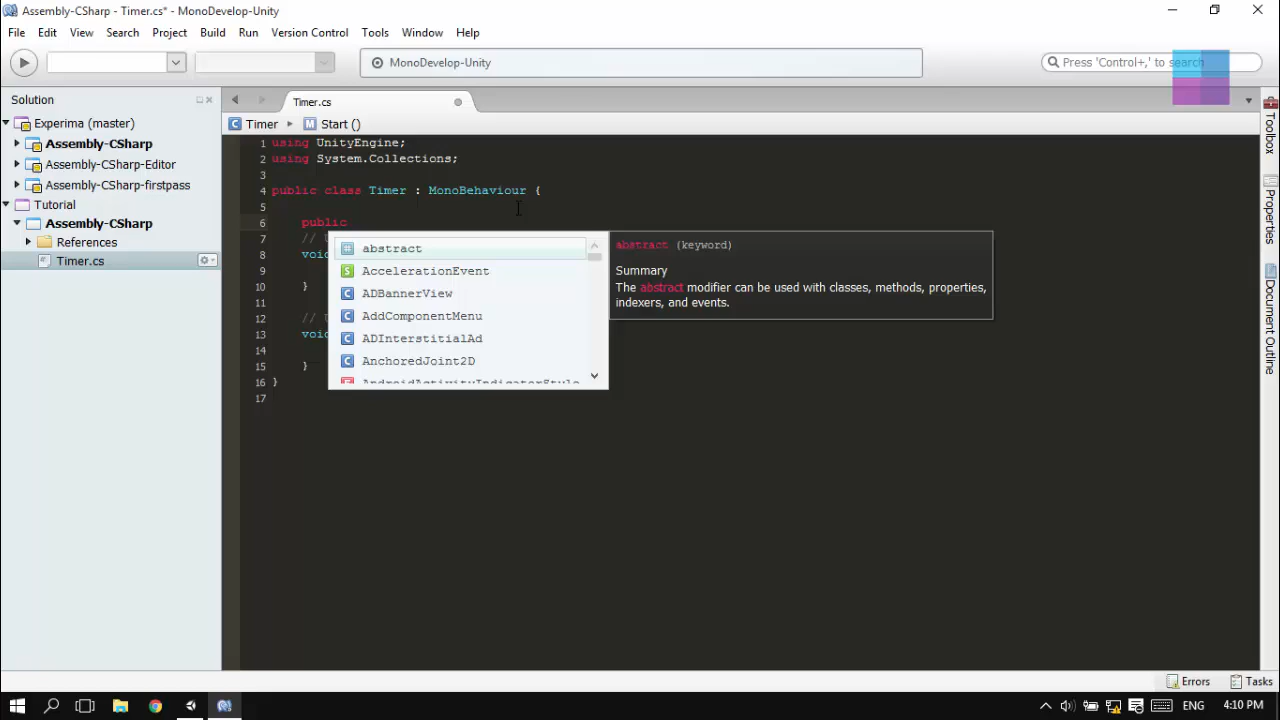 Assembly-CSharp - Timer.cs* - MonoDevelop-Unity
File Edit View Search Project Build Run Version Control Tools Window Help
MonoDevelop-Unity
Press 'Control+,' to search
Solution
Timer.cs
Experima (master)
Timer
Start ()
Assembly-CSharp
Assembly-CSharp-Editor
Assembly-CSharp-firstpass
Tutorial
Assembly-CSharp
References
Timer.cs
1 using UnityEngine;
2 using System.Collections;
3
4 public class Timer : MonoBehaviour {
5
6 public
7 //
8 void
9
10 }
11
12 //
13 void
14
15 }
16 }
17
abstract
AccelerationEvent
ADBannerView
AddComponentMenu
ADInterstitialAd
AnchoredJoint2D
AndroidActivityIndicatorStyle
abstract (keyword)
Summary
The abstract modifier can be used with classes, methods, properties,
indexers, and events.
Toolbox
Properties
Document Outline
Errors
Tasks
ENG
4:10 PM